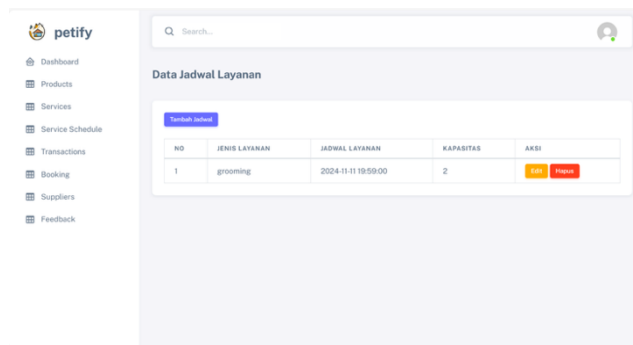 petify
Search...
Dashboard
Products
Services
Service Schedule
Transactions
Booking
Suppliers
Feedback
Data Jadwal Layanan
Tambah Jadwal
NO JENIS LAYANAN JADWAL LAYANAN KAPASITAS AKSI
1 grooming 2024-11-11 19:59:00 2 Edit Hapus